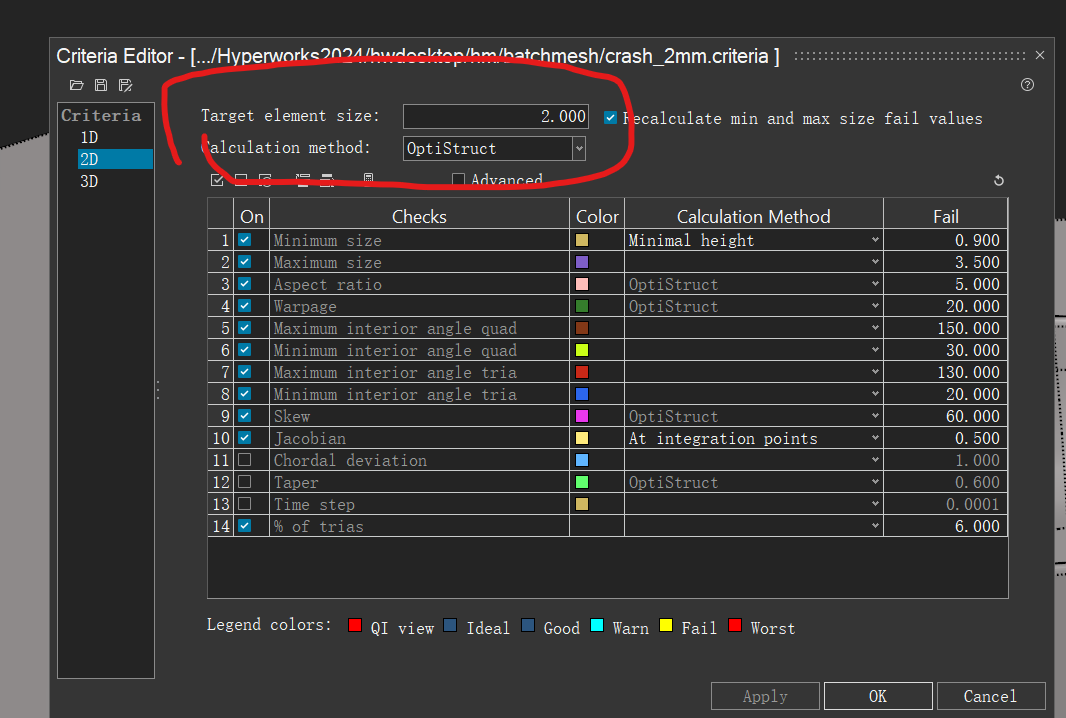 Criteria Editor - [.../Hyperworks2024/hwdesktop/hm/batchmesh/crash_2mm.criteria ]
Criteria
1D
2D
3D
Target element size: 2.000 Recalculate min and max size fail values
Calculation method: OptiStruct
Advanced
On Checks Color Calculation Method Fail
1 Minimum size Minimal height 0.900
2 Maximum size 3.500
3 Aspect ratio OptiStruct 5.000
4 Warpage OptiStruct 20.000
5 Maximum interior angle quad 150.000
6 Minimum interior angle quad 30.000
7 Maximum interior angle tria 130.000
8 Minimum interior angle tria 20.000
9 Skew OptiStruct 60.000
10 Jacobian At integration points 0.500
11 Chordal deviation 1.000
12 Taper OptiStruct 0.600
13 Time step 0.0001
14 % of trias 6.000
Legend colors: QI view Ideal Good Warn Fail Worst
Apply OK Cancel